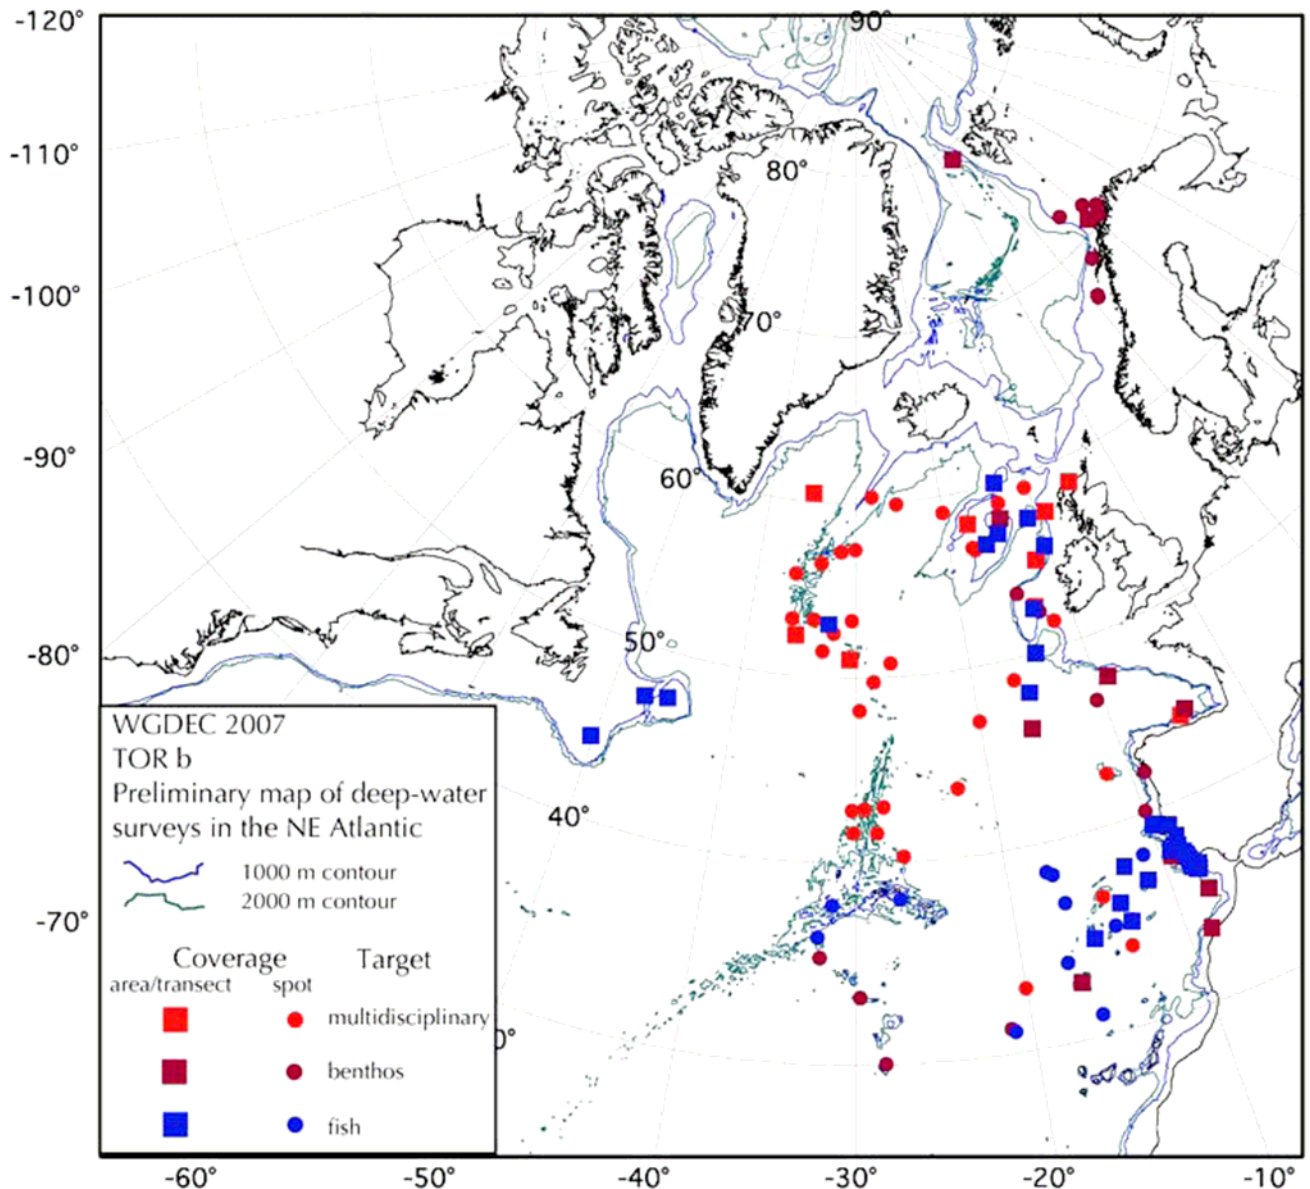 -120°
90°
-110°
80°
-100°
70°
-90°
60°
-80°
50°
WGDEC 2007
TOR b
Preliminary map of deep-water
surveys in the NE Atlantic
1000 m contour
2000 m contour
40°
-70°
Coverage Target
area/transect spot
multidisciplinary
0°
benthos
fish
-60° -50° -40° -30° -20° -10°